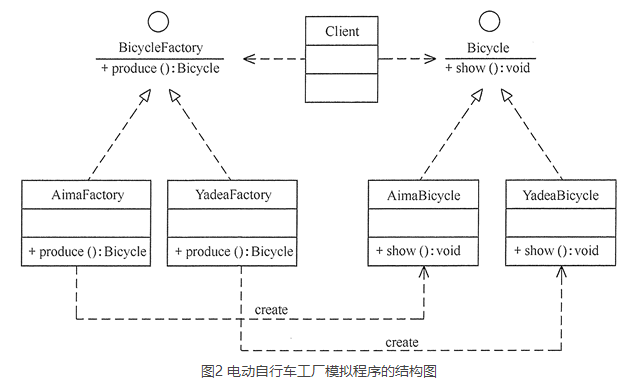 Client
BicycleFactory
+ produce ():Bicycle
Bicycle
+ show ():void
AimaFactory
+ produce ():Bicycle
YadeaFactory
+ produce ():Bicycle
AimaBicycle
+ show ():void
YadeaBicycle
+ show ():void
create
create
图2 电动自行车工厂模拟程序的结构图